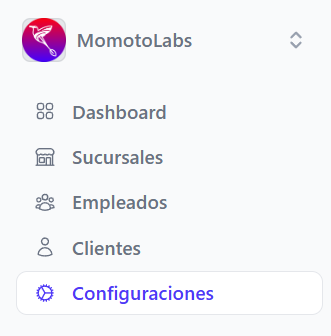 MomotoLabs
Dashboard
Sucursales
Empleados
Clientes
Configuraciones